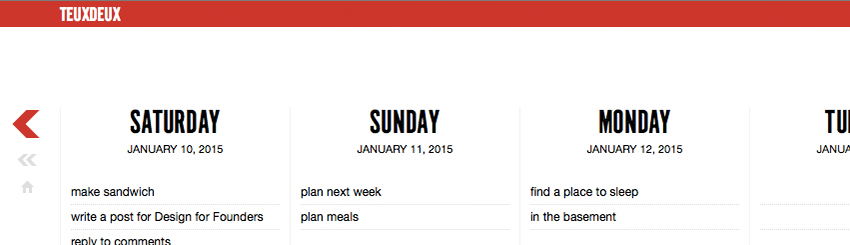 TEUXDEUX
SATURDAY
JANUARY 10, 2015
make sandwich
write a post for Design for Founders
reply to comments
SUNDAY
JANUARY 11, 2015
plan next week
plan meals
MONDAY
JANUARY 12, 2015
find a place to sleep
in the basement